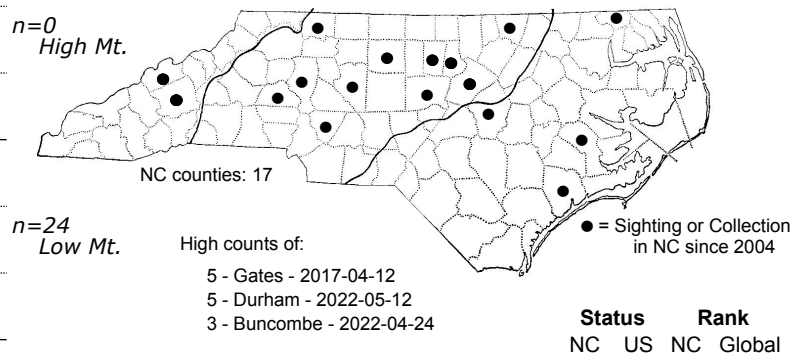 n=0
High Mt.
NC counties: 17
n=24
Low Mt.
High counts of:
5 - Gates - 2017-04-12
5 - Durham - 2022-05-12
3 - Buncombe - 2022-04-24
● = Sighting or Collection
in NC since 2004
Status Rank
NC US NC Global